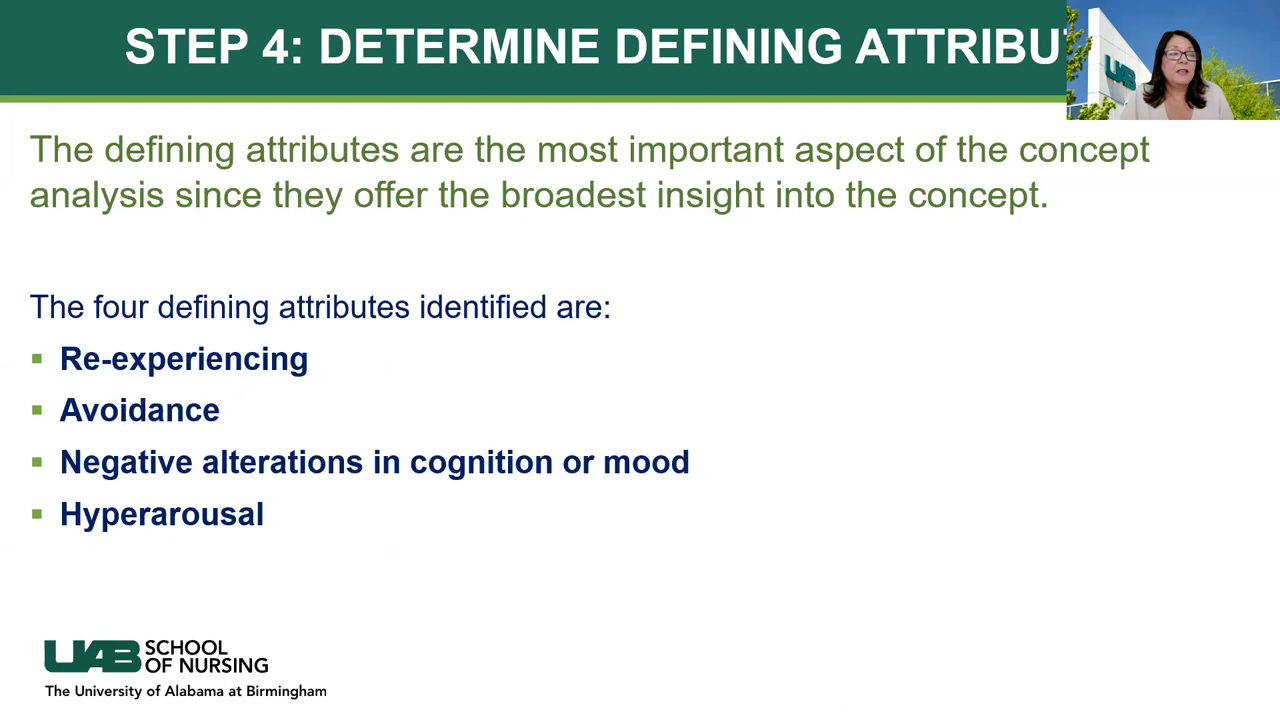 STEP 4: DETERMINE DEFINING
UAB
The defining attributes are the most important aspect of the concept
analysis since they offer the broadest insight into the concept.
The four defining attributes identified are:
▪ Re-experiencing
▪ Avoidance
▪ Negative alterations in cognition or mood
▪ Hyperarousal
UAB SCHOOL
OF NURSING
The University of Alabama at Birmingham